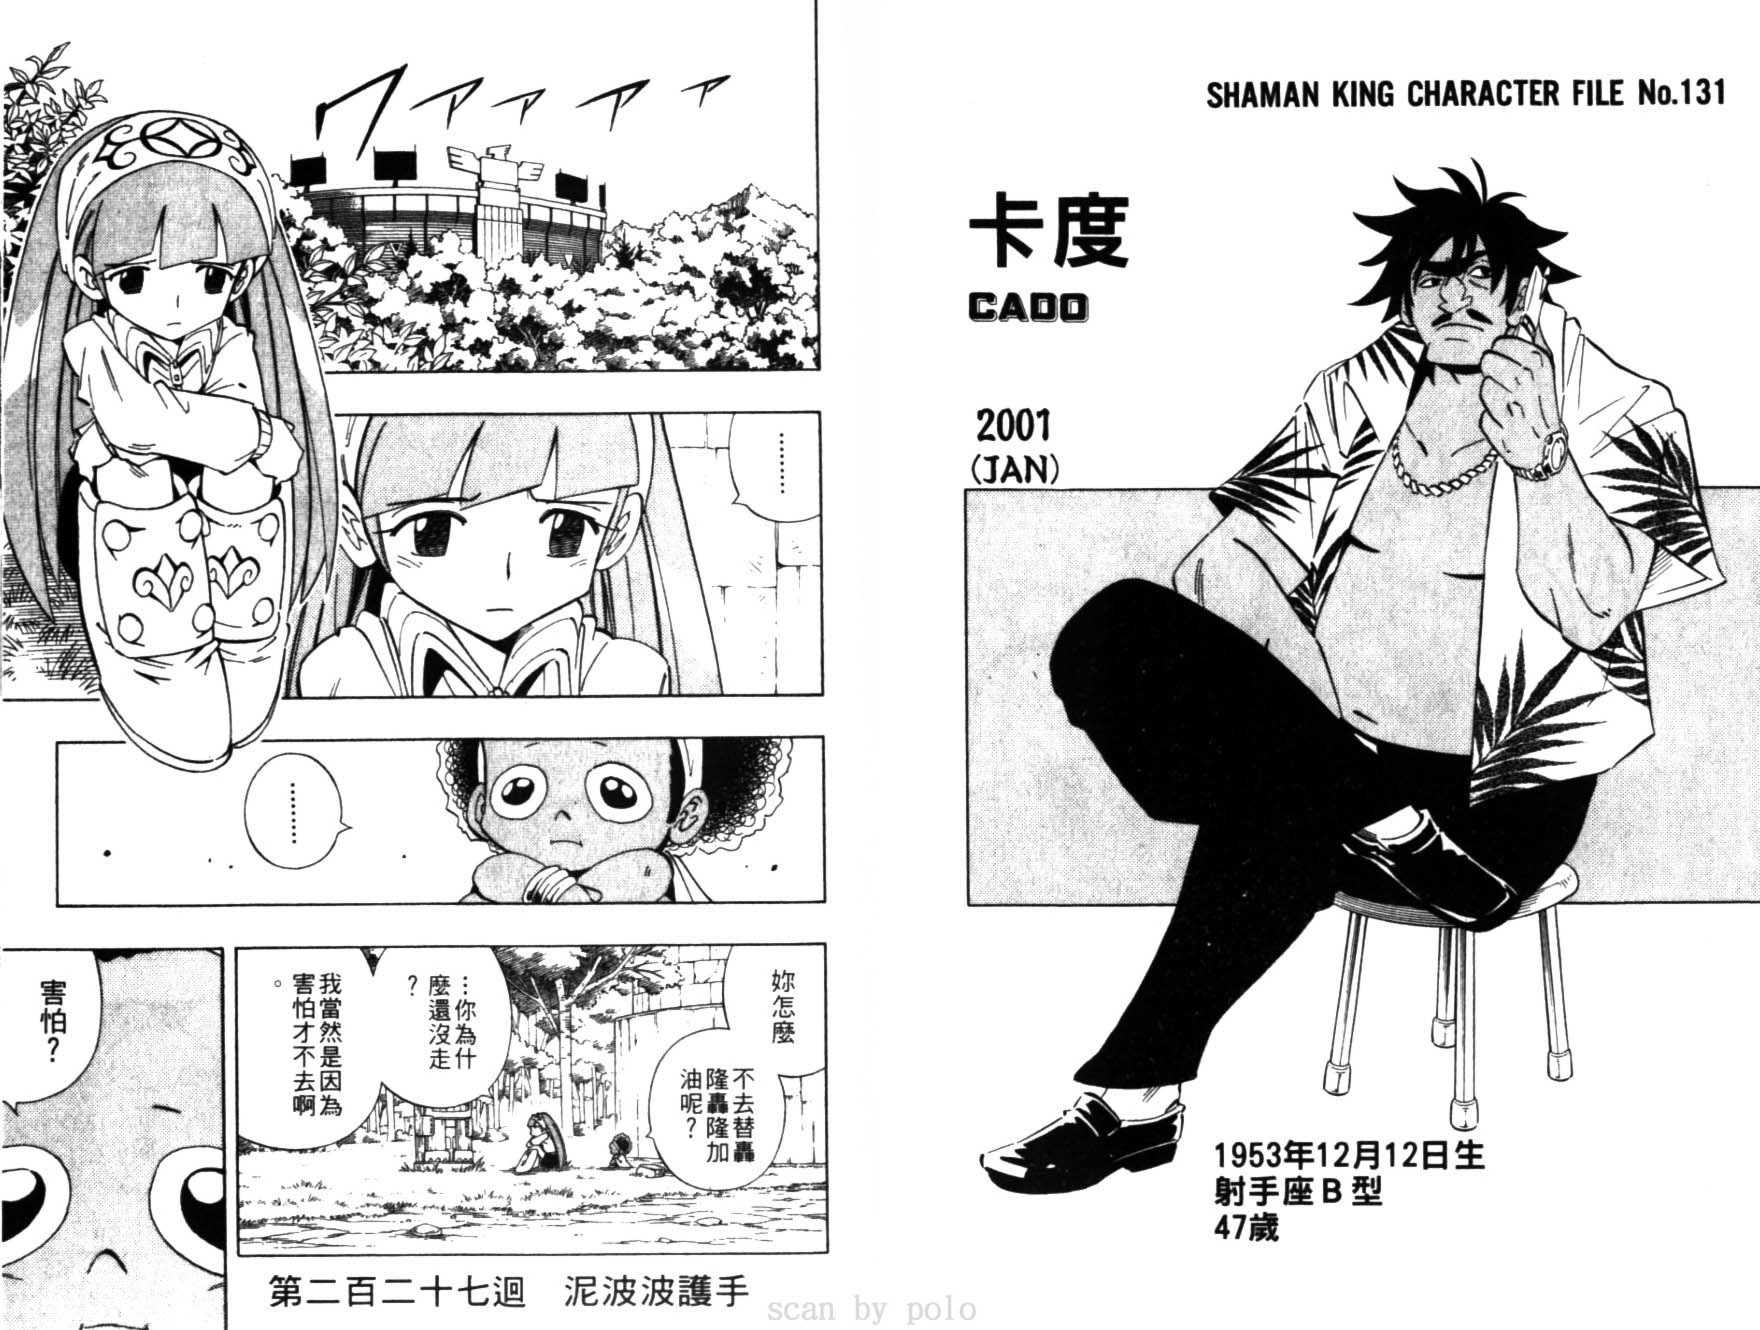 SHAMAN KING CHARACTER FILE No.131
卡度
CADO
2001
(JAN)
1953年12月12日生
射手座B型
47歲
ワァァァァ
………
………
妳怎麼
不去替轟
隆轟隆加
油呢？
…你為什
麼還沒走
？
我當然是因為
害怕才不去啊
。
害怕？
第二百二十七迴 泥波波護手
scan by polo